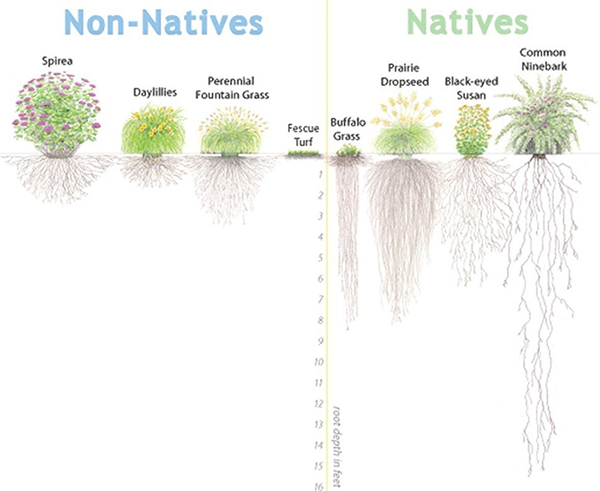 Non-Natives
Natives
Spirea
Daylillies
Perennial
Fountain Grass
Fescue
Turf
Buffalo
Grass
Prairie
Dropseed
Black-eyed
Susan
Common
Ninebark
1
2
3
4
5
6
7
8
9
10
11
12
13
14
15
16
root depth in feet